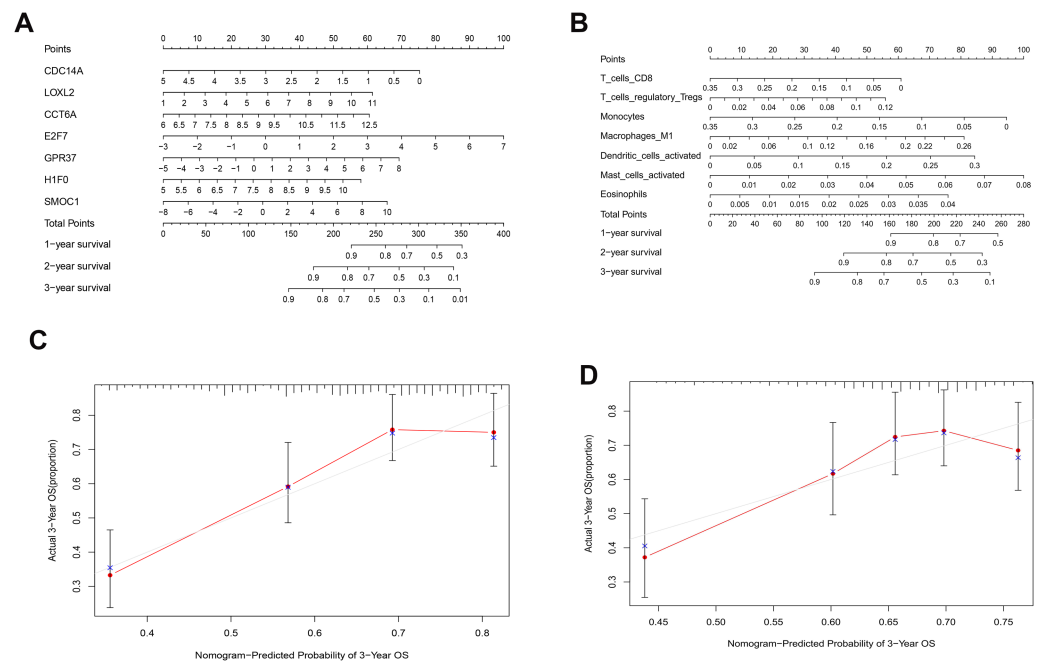 A
0 10 20 30 40 50 60 70 80 90 100
Points
CDC14A
5 4.5 4 3.5 3 2.5 2 1.5 1 0.5 0
LOXL2
1 2 3 4 5 6 7 8 9 10 11
CCT6A
6 6.5 7 7.5 8 8.5 9 9.5 10.5 11.5 12.5
E2F7
−3 −2 −1 0 1 2 3 4 5 6 7
GPR37
−5 −4 −3 −2 −1 0 1 2 3 4 5 6 7 8
H1F0
5 5.5 6 6.5 7 7.5 8 8.5 9 9.5 10
SMOC1
−8 −6 −4 −2 0 2 4 6 8 10
Total Points
0 50 100 150 200 250 300 350 400
1−year survival
0.9 0.8 0.7 0.5 0.3
2−year survival
0.9 0.8 0.7 0.5 0.3 0.1
3−year survival
0.9 0.8 0.7 0.5 0.3 0.1 0.01
B
0 10 20 30 40 50 60 70 80 90 100
Points
T_cells_CD8
0.35 0.3 0.25 0.2 0.15 0.1 0.05 0
T_cells_regulatory_Tregs
0 0.02 0.04 0.06 0.08 0.1 0.12
Monocytes
0.35 0.3 0.25 0.2 0.15 0.1 0.05 0
Macrophages_M1
0 0.02 0.06 0.1 0.12 0.16 0.2 0.22 0.26
Dendritic_cells_activated
0 0.05 0.1 0.15 0.2 0.25 0.3
Mast_cells_activated
0 0.01 0.02 0.03 0.04 0.05 0.06 0.07 0.08
Eosinophils
0 0.005 0.01 0.015 0.02 0.025 0.03 0.035 0.04
Total Points
0 20 40 60 80 100 120 140 160 180 200 220 240 260 280
1−year survival
0.9 0.8 0.7 0.5
2−year survival
0.9 0.8 0.7 0.5 0.3
3−year survival
0.9 0.8 0.7 0.5 0.3 0.1
C
Actual 3−Year OS(proportion)
0.8
0.7
0.6
0.5
0.4
0.3
0.4 0.5 0.6 0.7 0.8
Nomogram−Predicted Probability of 3−Year OS
D
Actual 3−Year OS(proportion)
0.8
0.7
0.6
0.5
0.4
0.3
0.45 0.50 0.55 0.60 0.65 0.70 0.75
Nomogram−Predicted Probability of 3−Year OS